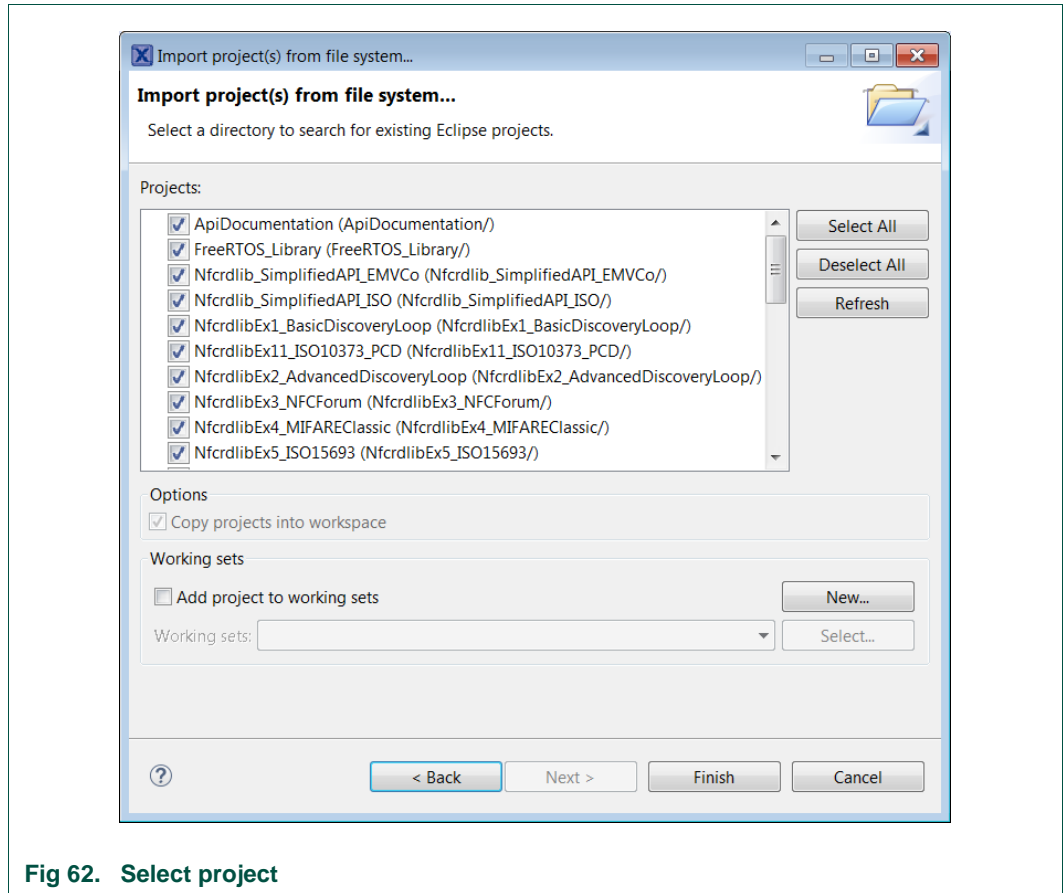 Import project(s) from file system...
Import project(s) from file system...
Select a directory to search for existing Eclipse projects.
Projects:
ApiDocumentation (ApiDocumentation/)
FreeRTOS_Library (FreeRTOS_Library/)
Nfcrdlib_SimplifiedAPI_EMVCo (Nfcrdlib_SimplifiedAPI_EMVCo/)
Nfcrdlib_SimplifiedAPI_ISO (Nfcrdlib_SimplifiedAPI_ISO/)
NfcrdlibEx1_BasicDiscoveryLoop (NfcrdlibEx1_BasicDiscoveryLoop/)
NfcrdlibEx11_ISO10373_PCD (NfcrdlibEx11_ISO10373_PCD/)
NfcrdlibEx2_AdvancedDiscoveryLoop (NfcrdlibEx2_AdvancedDiscoveryLoop/)
NfcrdlibEx3_NFCForum (NfcrdlibEx3_NFCForum/)
NfcrdlibEx4_MIFAREClassic (NfcrdlibEx4_MIFAREClassic/)
NfcrdlibEx5_ISO15693 (NfcrdlibEx5_ISO15693/)
Select All
Deselect All
Refresh
Options
Copy projects into workspace
Working sets
Add project to working sets
New...
Working sets:
Select...
< Back
Next >
Finish
Cancel
Fig 62. Select project